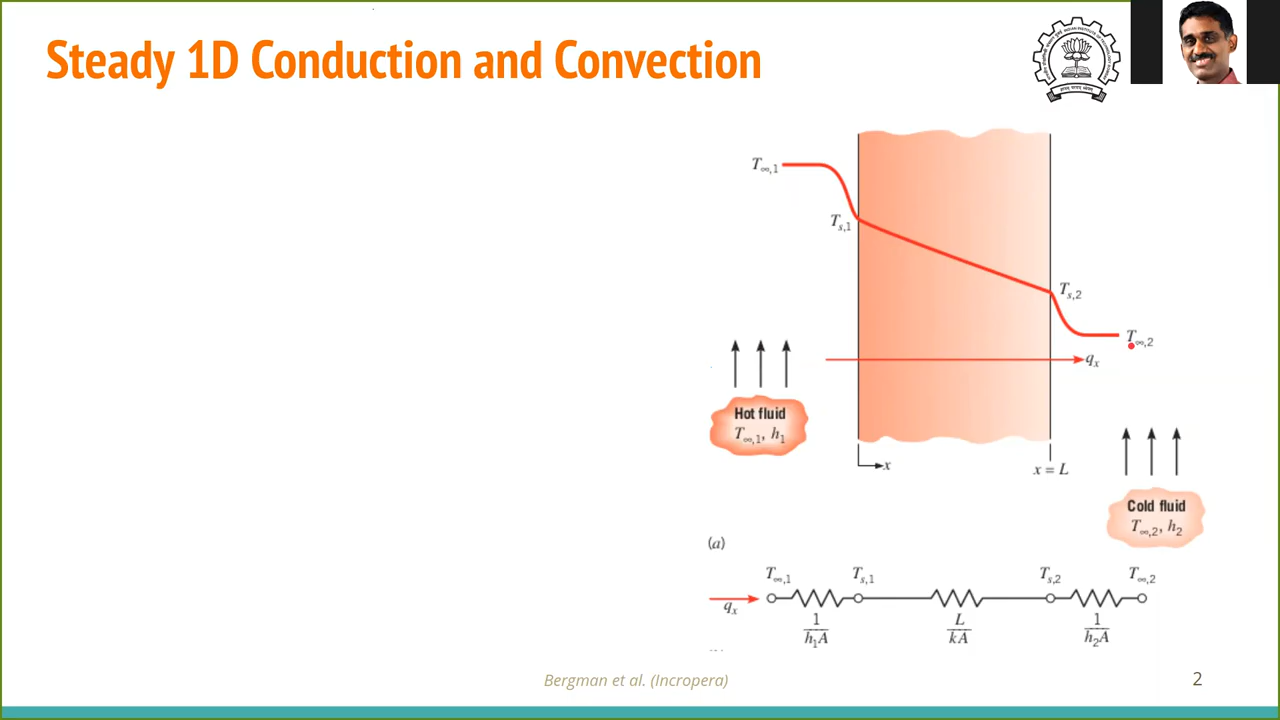 Steady 1D Conduction and Convection
T∞,1
Ts,1
Ts,2
T∞,2
qx
Hot fluid
T∞,1, h1
x
x = L
Cold fluid
T∞,2, h2
(a)
T∞,1 Ts,1 Ts,2 T∞,2
qx
1/h1A L/kA 1/h2A
Bergman et al. (Incropera)
2